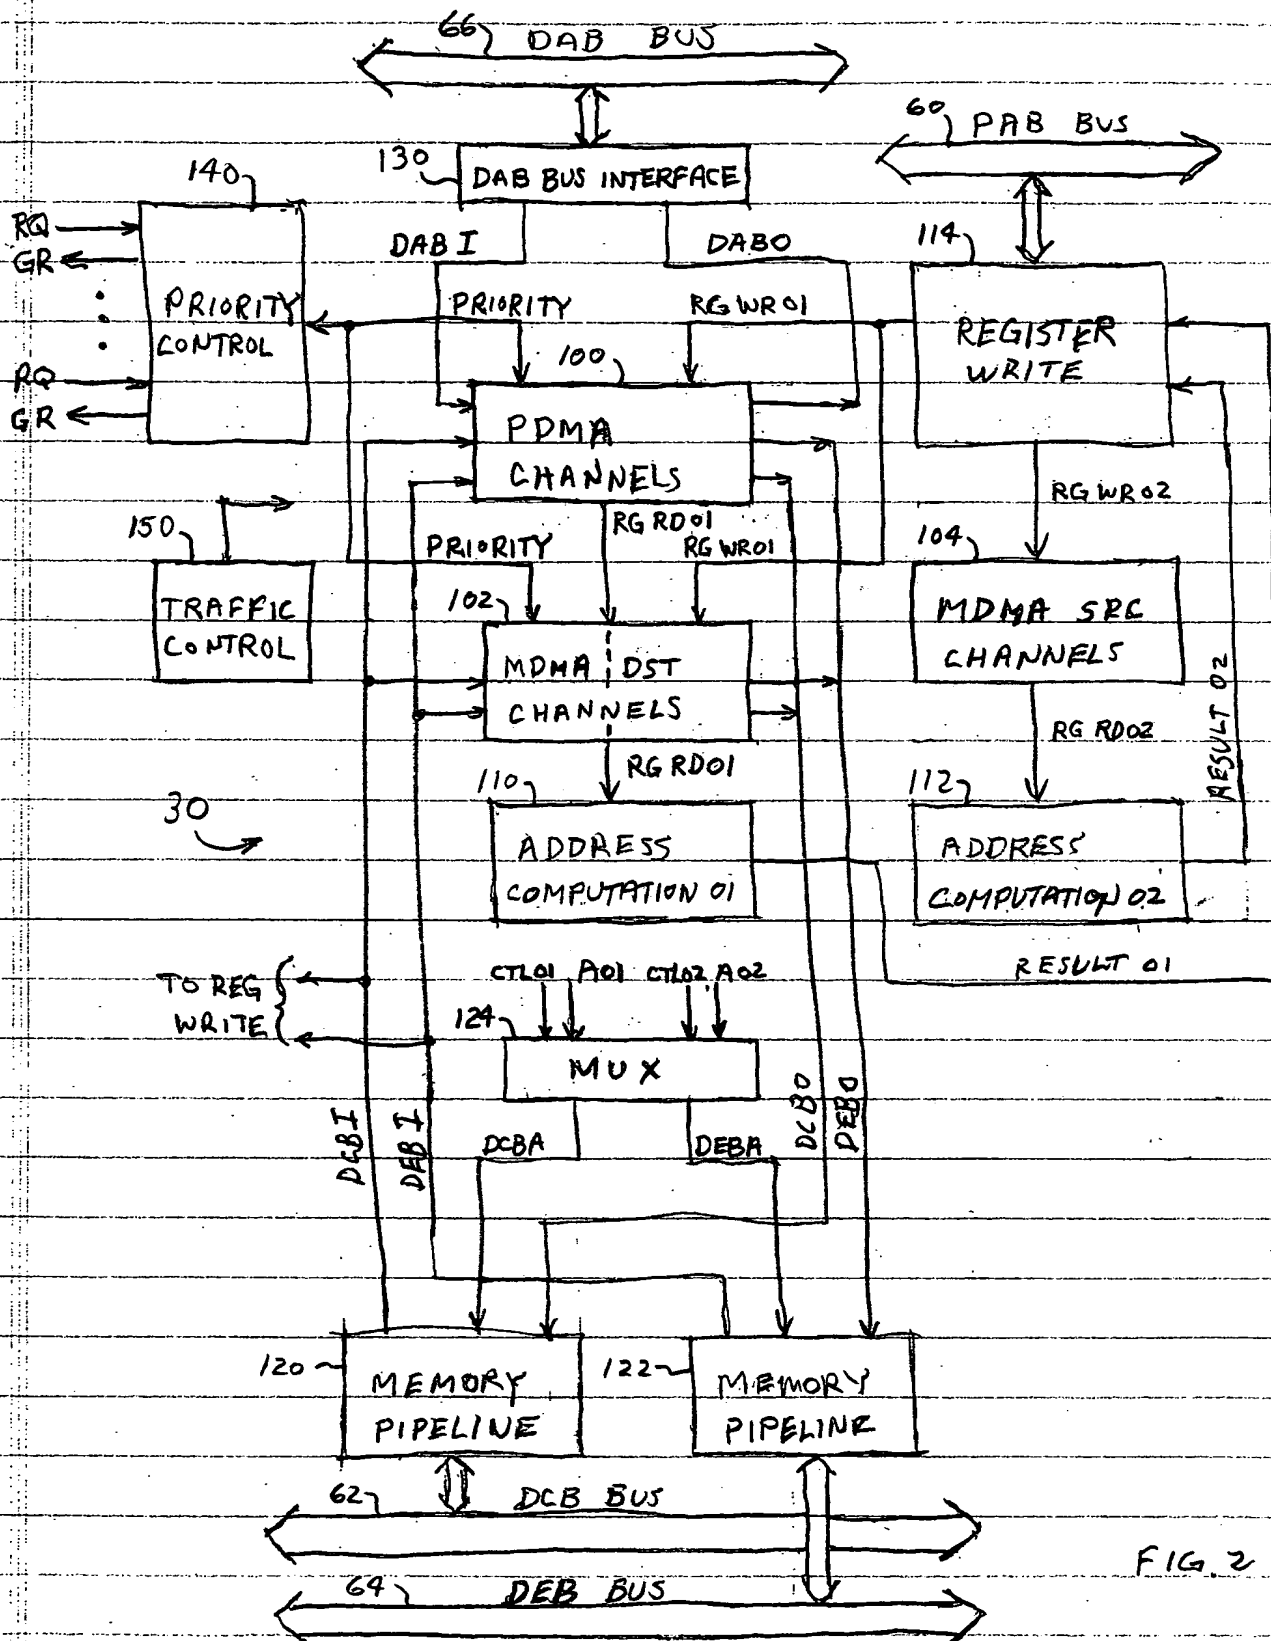 66 DAB BUS
60 PAB BUS
130 DAB BUS INTERFACE
140
RQ
GR
DAB I
DABO
114
PRIORITY
CONTROL
PRIORITY
RG WR01
REGISTER
WRITE
100
RQ
GR
PDMA
CHANNELS
RG WR02
150
RG RD01
PRIORITY
RG WR01
104
TRAFFIC
CONTROL
102
MDMA DST
CHANNELS
MDMA SRC
CHANNELS
RESULT 02
RG RD02
RG RD01
110
112
30
ADDRESS
COMPUTATION 01
ADDRESS
COMPUTATION 02
TO REG
WRITE
CTL01 A01 CTL02 A02
RESULT 01
124
MUX
DCBI
DEBI
DCBA
DEBA
DCBO
DEBO
120
MEMORY
PIPELINE
122
MEMORY
PIPELINE
62 DCB BUS
FIG. 2
64 DEB BUS